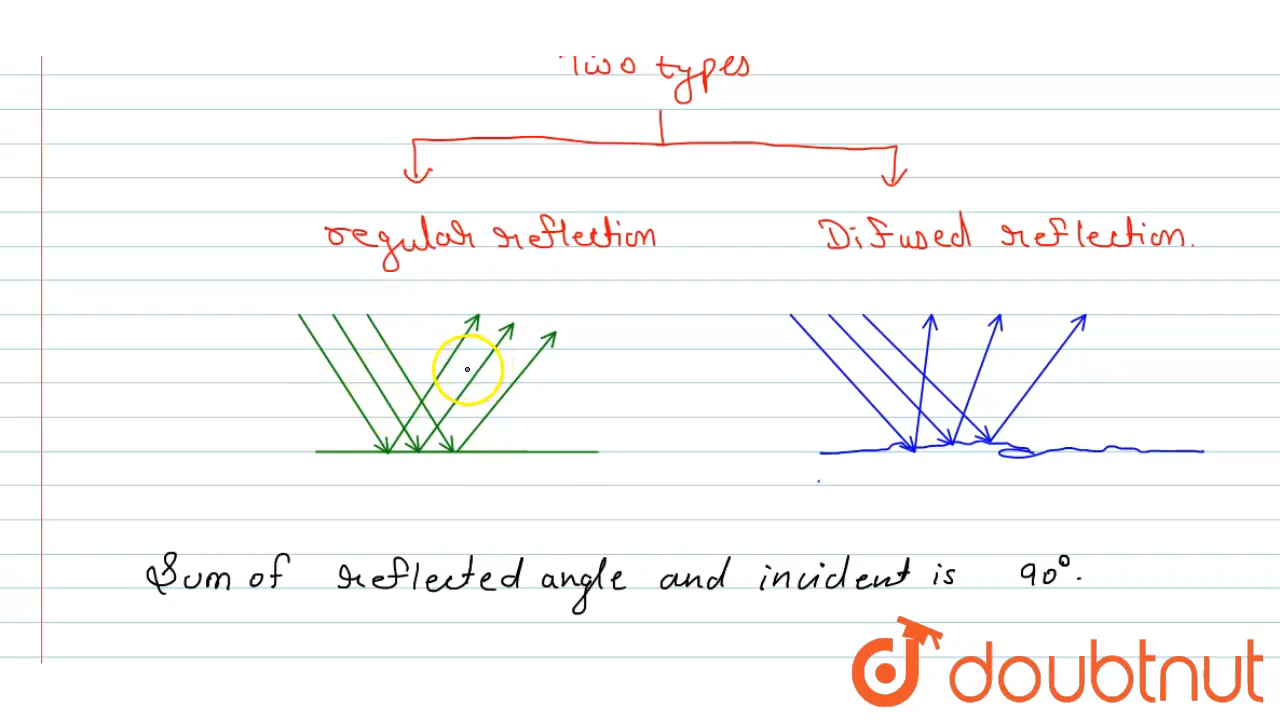 Two types
regular reflection
Difused reflection.
Sum of reflected angle and incident is 90°.
doubtnut